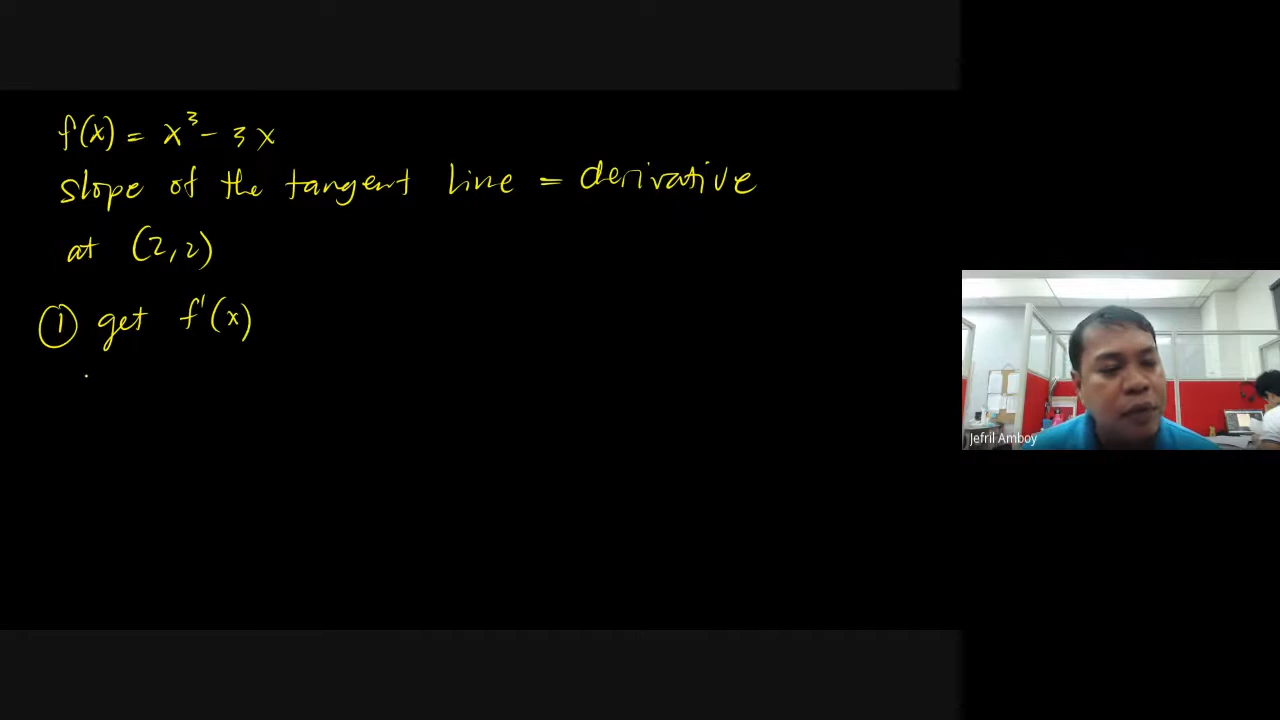 f(x) = x³ - 3x
slope of the tangent line = derivative
at (2,2)
① get f'(x)
Jefril Amboy